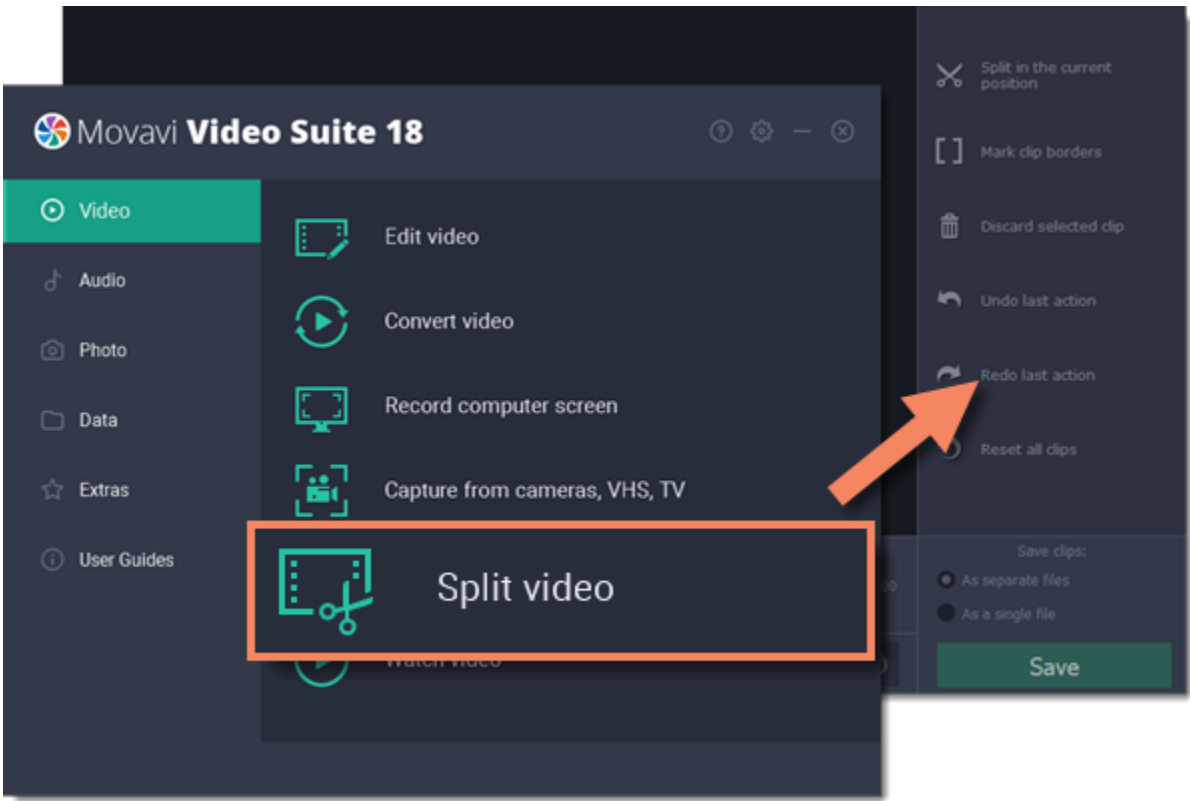 Movavi Video Suite 18
Video
Audio
Photo
Data
Extras
User Guides
Edit video
Convert video
Record computer screen
Capture from cameras, VHS, TV
Split video
Watch video
Split in the current
position
Mark clip borders
Discard selected clip
Undo last action
Redo last action
Reset all clips
Save clips:
As separate files
As a single file
Save